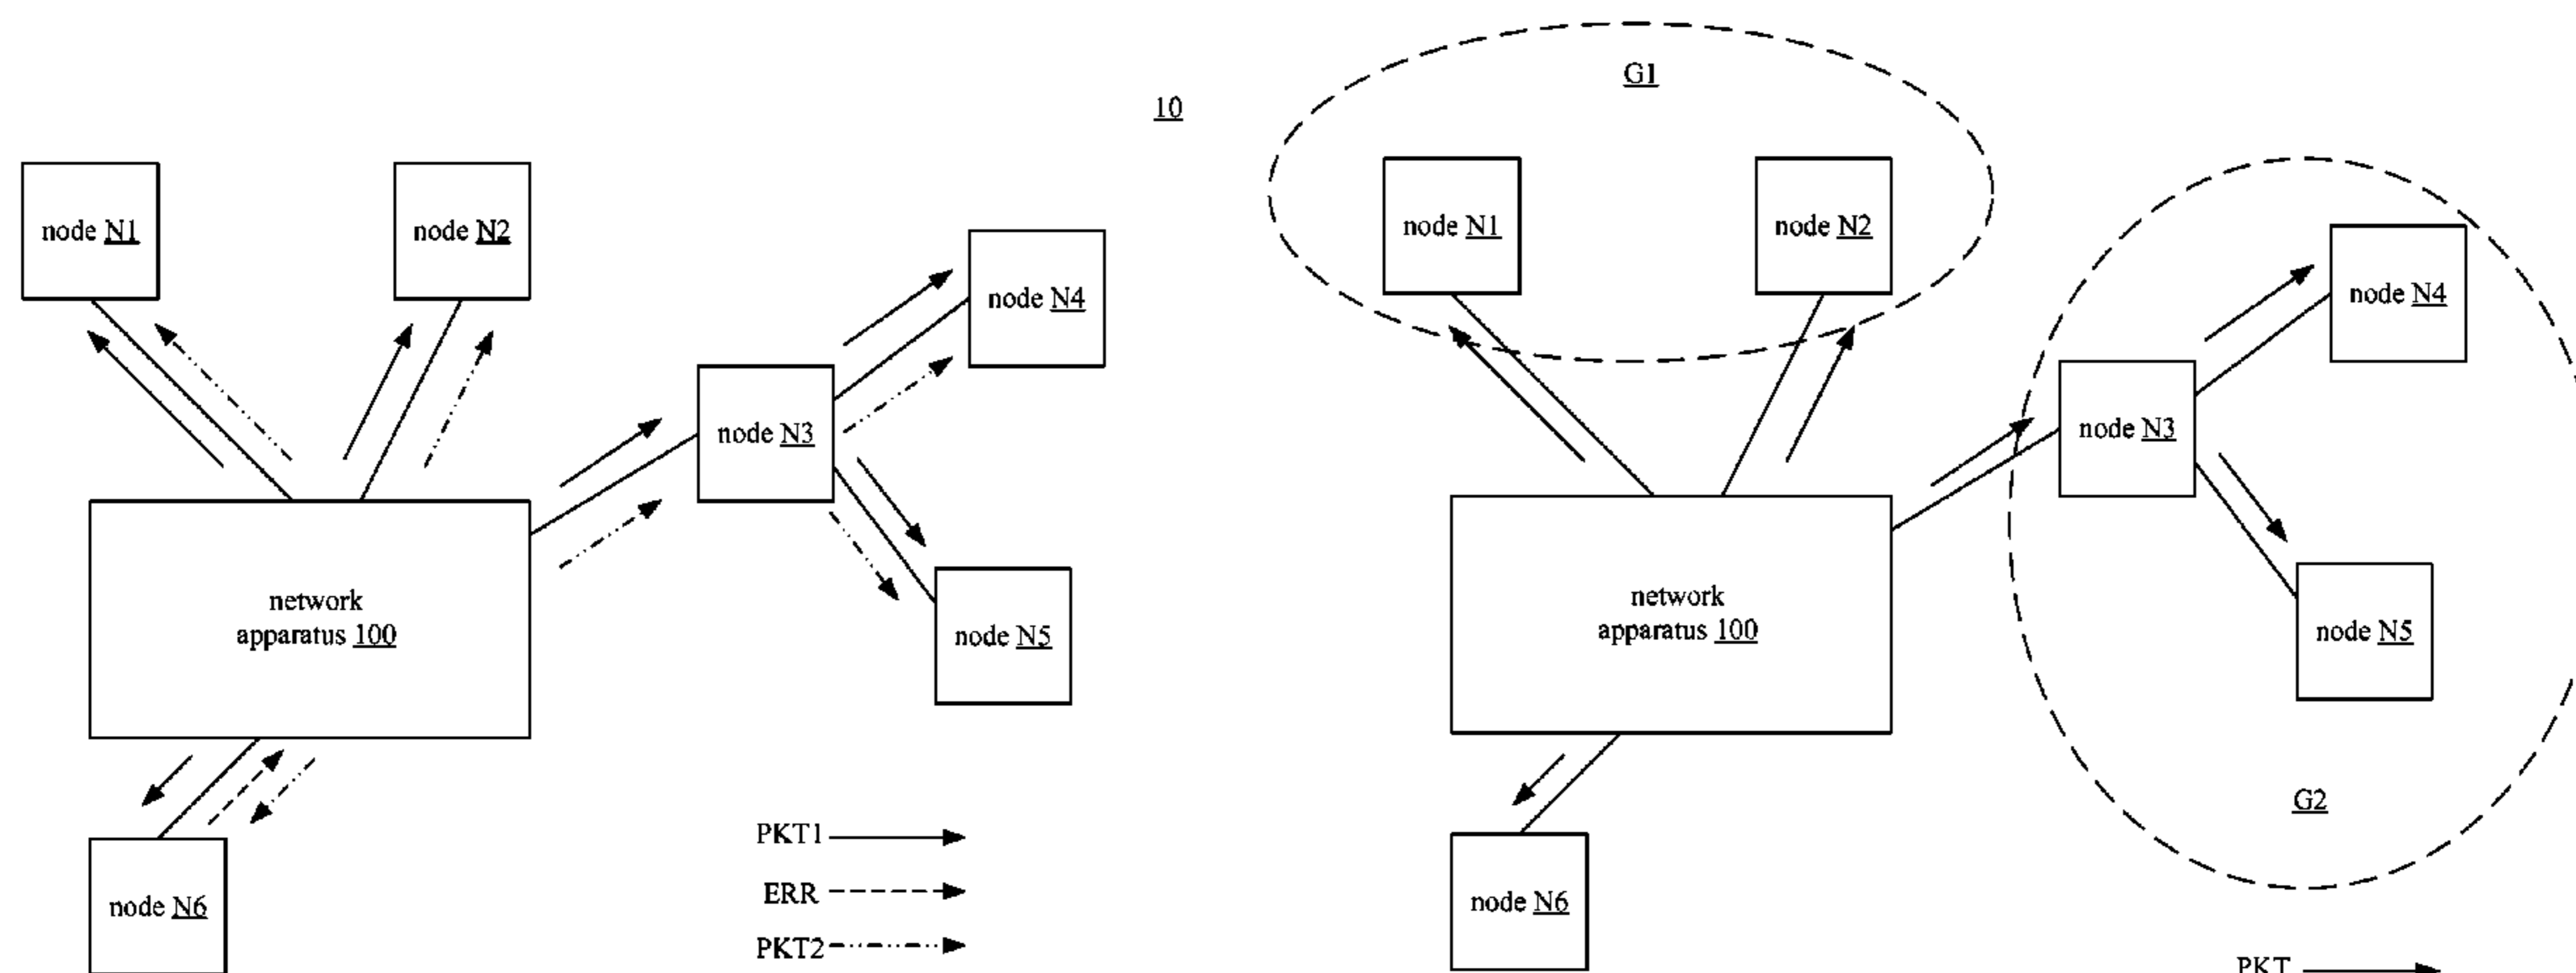 10
node N1
node N2
node N4
node N3
network
apparatus 100
node N5
node N6
PKT1
ERR
PKT2
G1
node N1
node N2
node N4
node N3
network
apparatus 100
node N5
G2
node N6
PKT